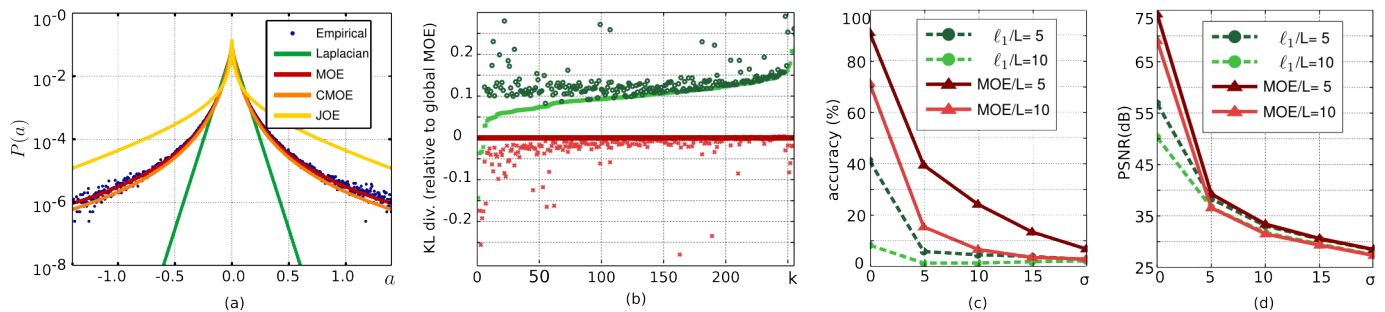 10^-0
10^-2
10^-4
10^-6
10^-8
P(a)
-1.0 -0.5 0.0 0.5 1.0 a
Empirical
Laplacian
MOE
CMOE
JOE
(a)
KL div. (relative to global MOE)
0.2
0.1
0
-0.1
-0.2
0 50 100 150 200 k
(b)
accuracy (%)
100
80
60
40
20
0
0 5 10 15 σ
ℓ₁/L= 5
ℓ₁/L=10
MOE/L= 5
MOE/L=10
(c)
PSNR(dB)
75
65
55
45
35
25
0 5 10 15 σ
ℓ₁/L= 5
ℓ₁/L=10
MOE/L= 5
MOE/L=10
(d)